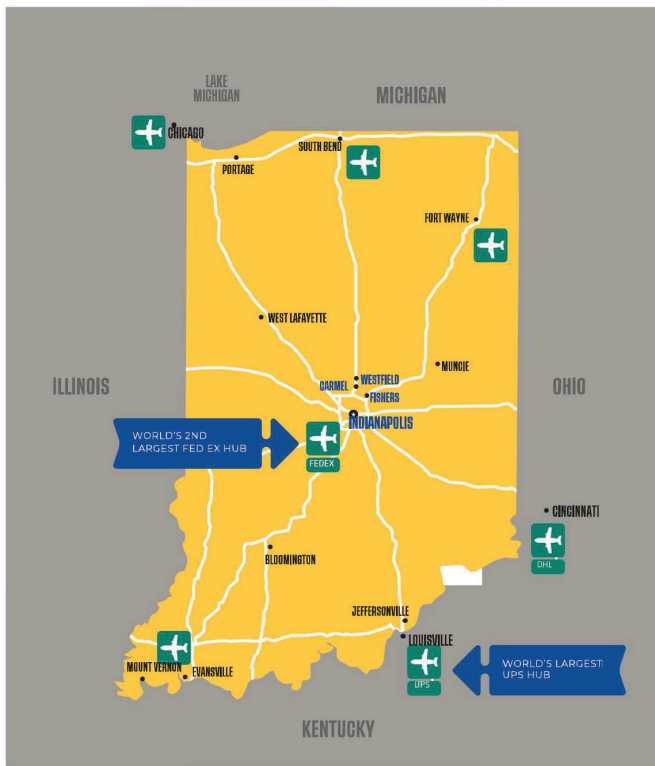 LAKE
MICHIGAN
MICHIGAN
CHICAGO
SOUTH BEND
PORTAGE
FORT WAYNE
WEST LAFAYETTE
MUNCIE
WESTFIELD
CARMEL
FISHERS
ILLINOIS
OHIO
INDIANAPOLIS
WORLD'S 2ND
LARGEST FED EX HUB
FEDEX
CINCINNATI
DHL
BLOOMINGTON
JEFFERSONVILLE
LOUISVILLE
MOUNT VERNON
EVANSVILLE
UPS
WORLD'S LARGEST
UPS HUB
KENTUCKY